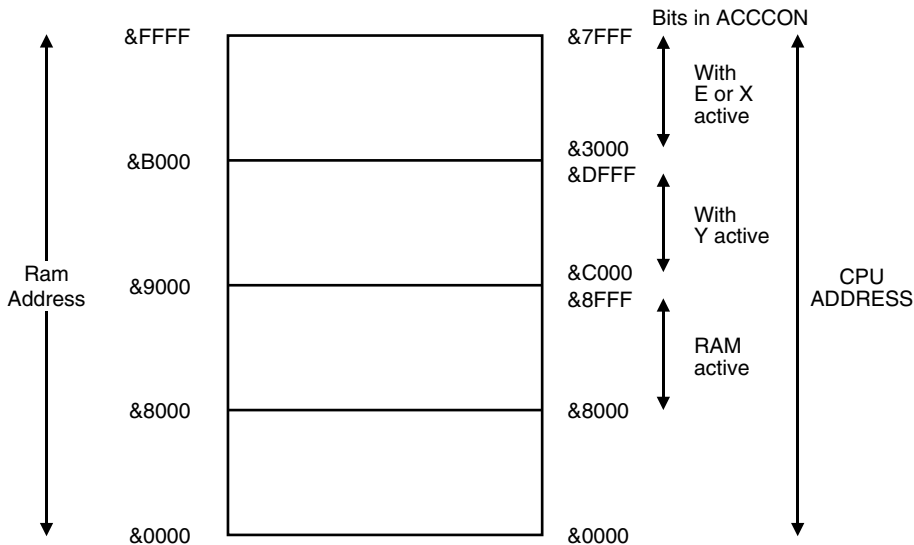 Bits in ACCCON
&FFFF
&7FFF
With
E or X
active
&B000
&3000
&DFFF
With
Y active
Ram
Address
&9000
&C000
&8FFF
CPU
ADDRESS
RAM
active
&8000
&8000
&0000
&0000